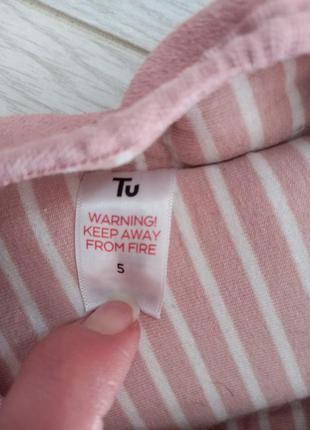 Tu
WARNING!
KEEP AWAY
FROM FIRE
5